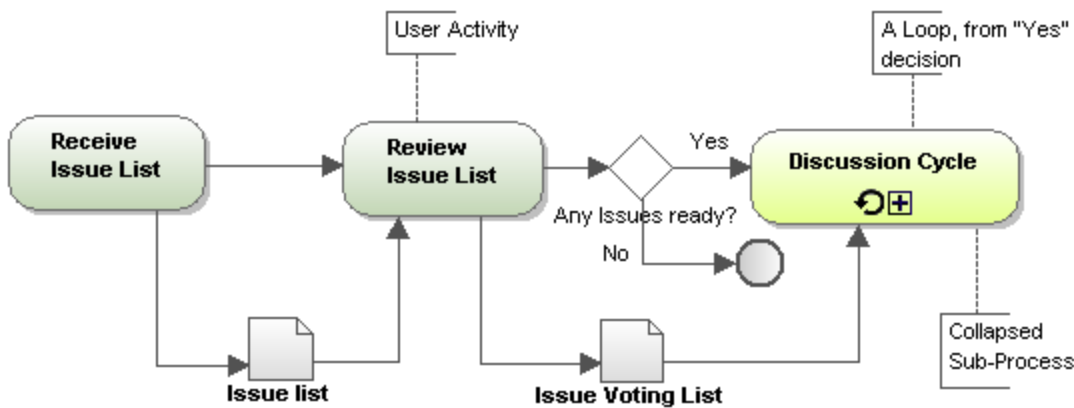 User Activity
A Loop, from "Yes"
decision
Receive
Issue List
Review
Issue List
Yes
Discussion Cycle
Any Issues ready?
No
Collapsed
Sub-Process
Issue list
Issue Voting List